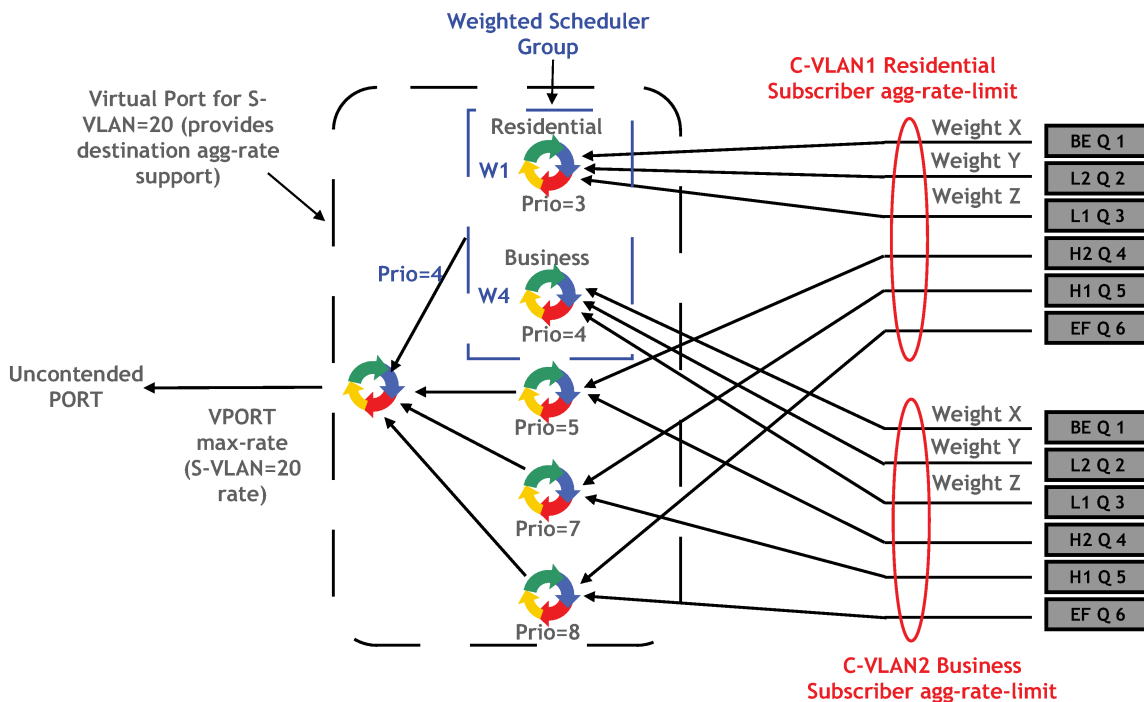 Weighted Scheduler
Group
C-VLAN1 Residential
Subscriber agg-rate-limit
Virtual Port for S-
VLAN=20 (provides
destination agg-rate
support)
Residential
W1
Prio=3
Weight X
BE Q 1
Weight Y
L2 Q 2
Weight Z
L1 Q 3
H2 Q 4
H1 Q 5
EF Q 6
Business
Prio=4
W4
Prio=4
Uncontended
PORT
VPORT
max-rate
(S-VLAN=20
rate)
Prio=5
Prio=7
Prio=8
Weight X
BE Q 1
Weight Y
L2 Q 2
Weight Z
L1 Q 3
H2 Q 4
H1 Q 5
EF Q 6
C-VLAN2 Business
Subscriber agg-rate-limit